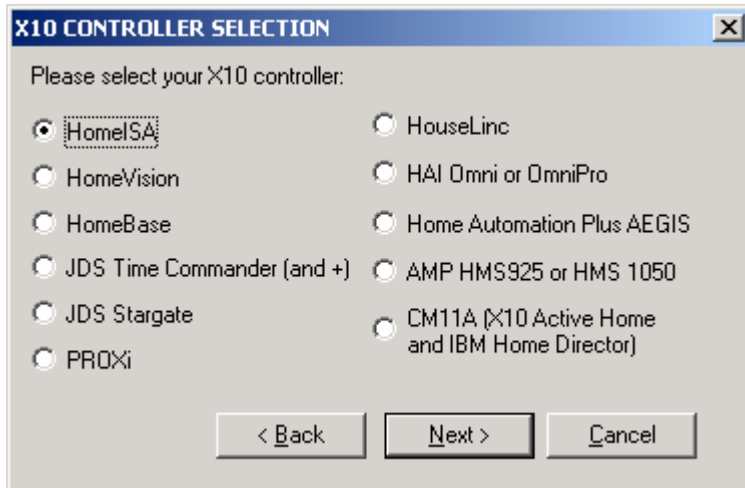 X10 CONTROLLER SELECTION
Please select your X10 controller:
HomeISA
HomeVision
HomeBase
JDS Time Commander (and +)
JDS Stargate
PROXi
HouseLinc
HAI Omni or OmniPro
Home Automation Plus AEGIS
AMP HMS925 or HMS 1050
CM11A (X10 Active Home
and IBM Home Director)
< Back
Next >
Cancel